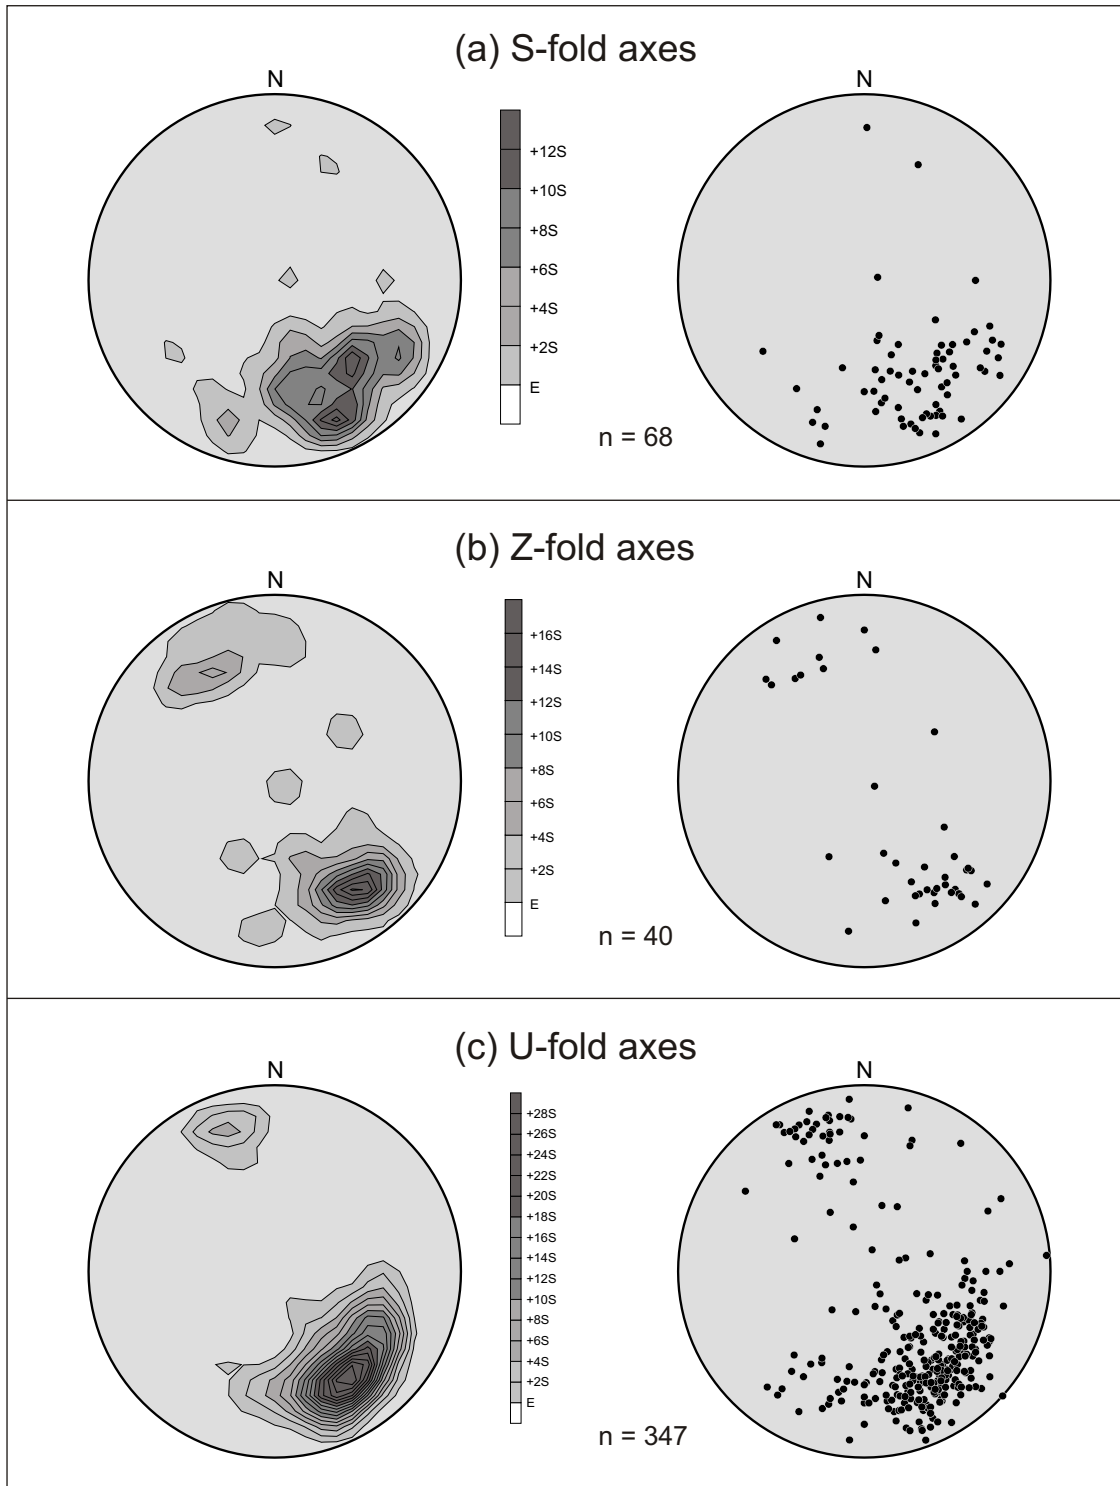 (a) S-fold axes
N
N
+12S
+10S
+8S
+6S
+4S
+2S
E
n = 68
(b) Z-fold axes
N
N
+16S
+14S
+12S
+10S
+8S
+6S
+4S
+2S
E
n = 40
(c) U-fold axes
N
N
+28S
+26S
+24S
+22S
+20S
+18S
+16S
+14S
+12S
+10S
+8S
+6S
+4S
+2S
E
n = 347